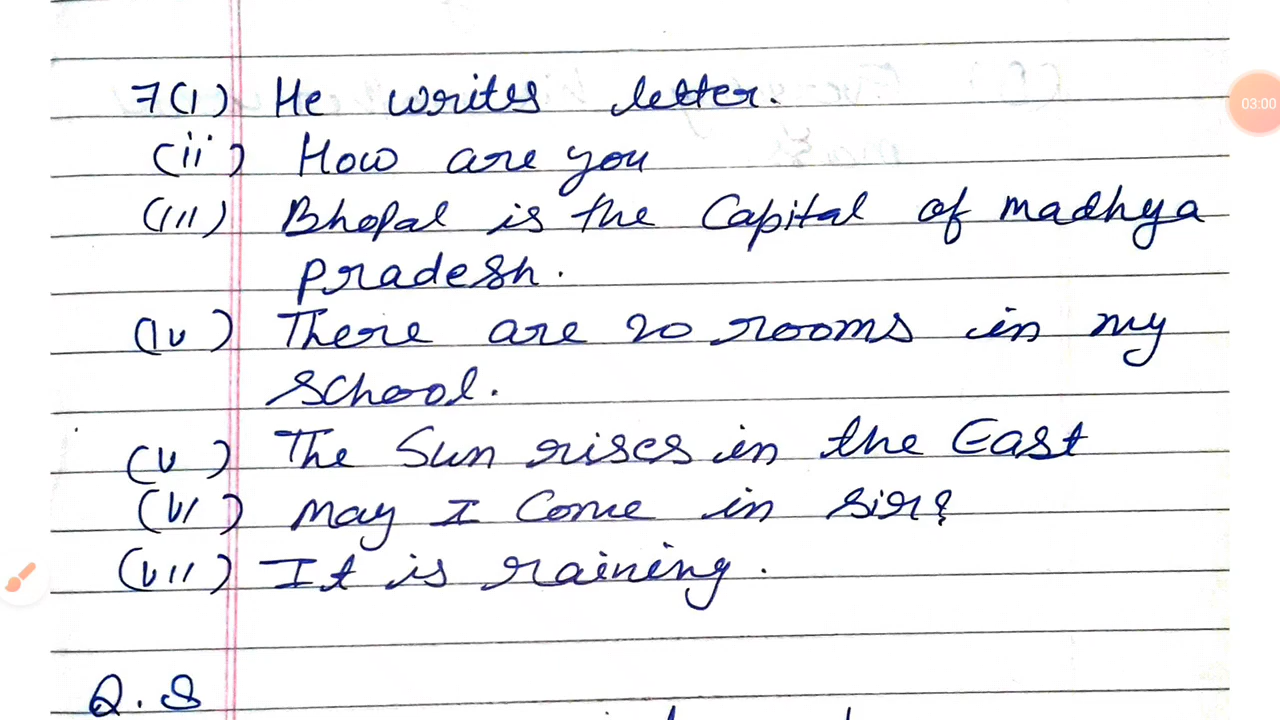 7(i) He writes letter.
(ii) How are you
(iii) Bhopal is the Capital of madhya
pradesh.
(iv) There are 20 rooms in my
school.
(v) The Sun rises in the East
(vi) may I Come in sir?
(vii) It is raining.
Q. 8
03:00